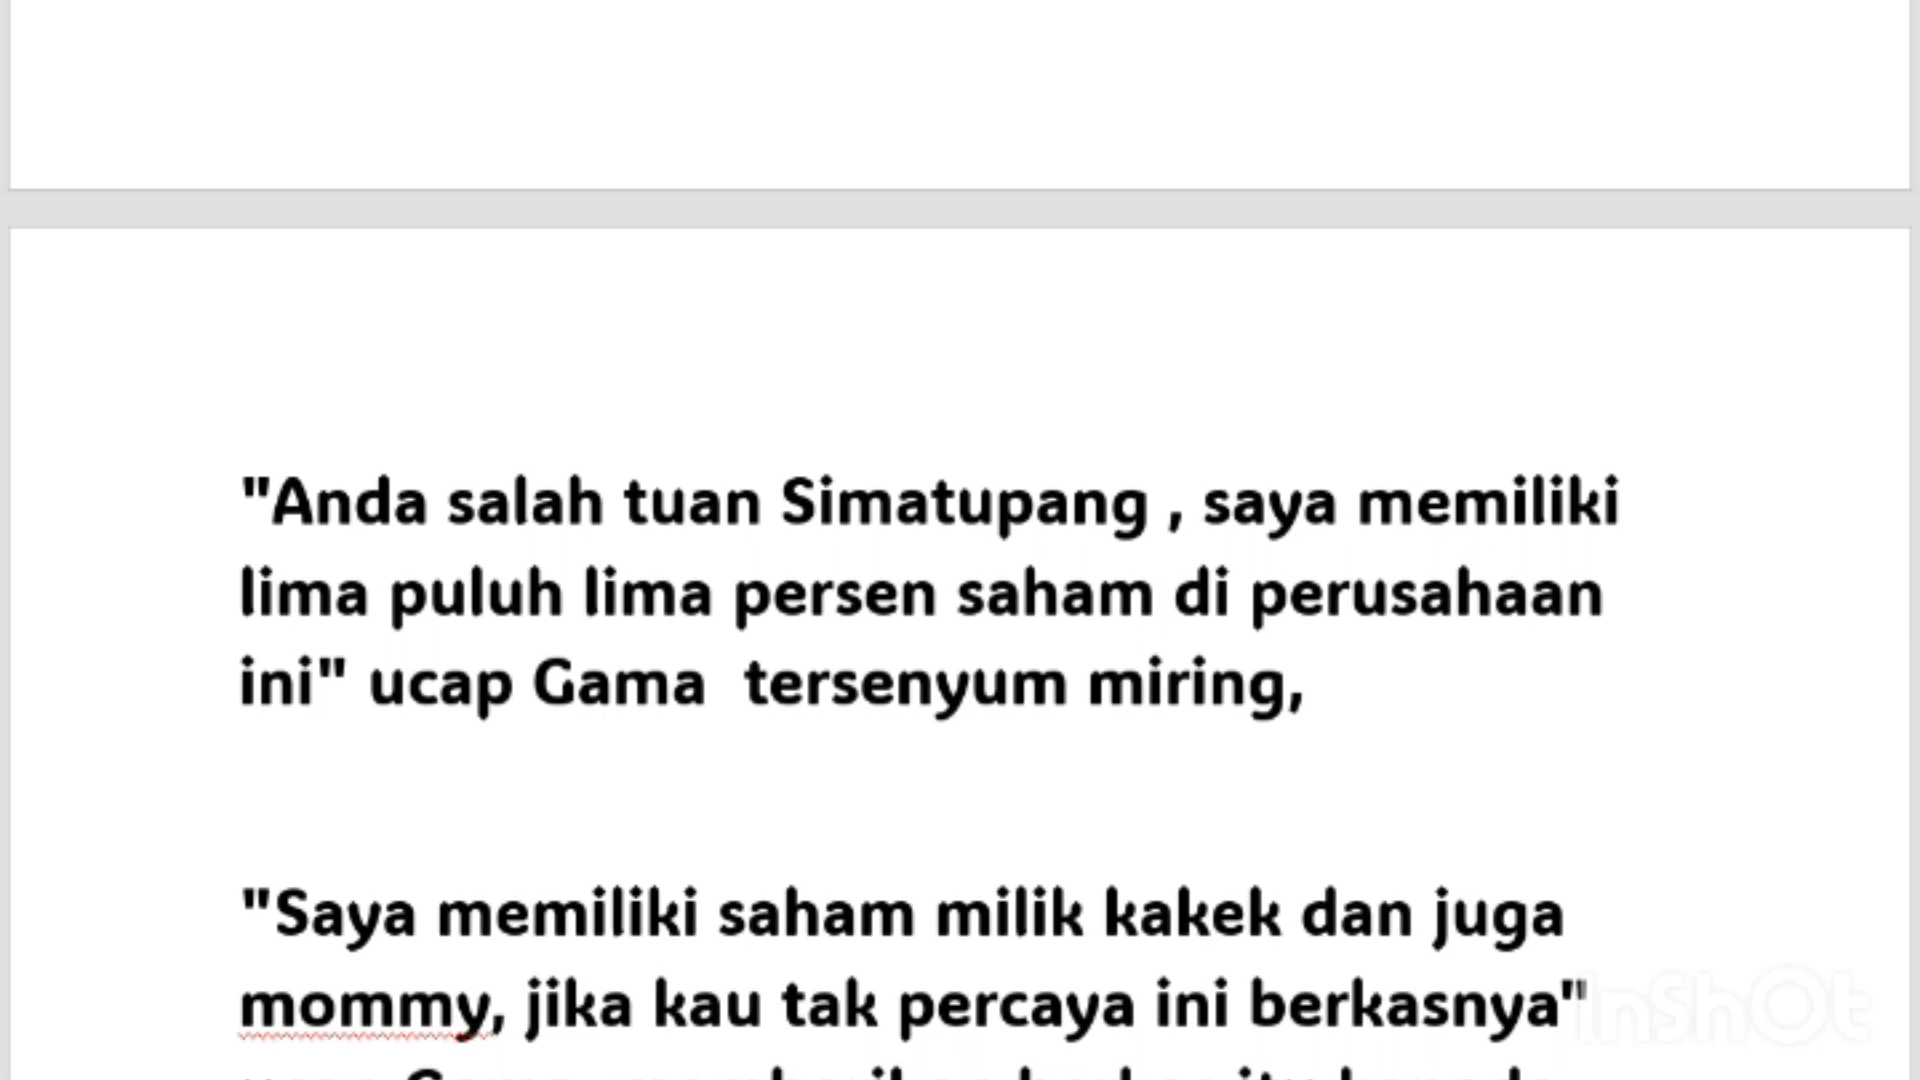 "Anda salah tuan Simatupang , saya memiliki
lima puluh lima persen saham di perusahaan
ini" ucap Gama  tersenyum miring,
"Saya memiliki saham milik kakek dan juga
mommy, jika kau tak percaya ini berkasnya"
InShOt